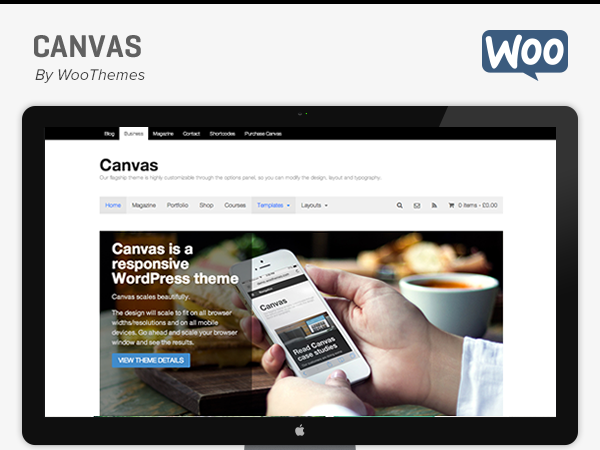 CANVAS
By WooThemes
WOO
Blog Business Magazine Contact Shortcodes Purchase Canvas
Canvas
Our flagship theme is highly customizable through the options panel, so you can modify the design, layout and typography.
Home Magazine Portfolio Shop Courses Templates Layouts 0 items - £0.00
Canvas is a
responsive
WordPress theme
Canvas scales beautifully.
The design will scale to fit on all browser
widths/resolutions and on all mobile
devices. Go ahead and scale your browser
window and see the results.
VIEW THEME DETAILS
Canvas
Read Canvas
case studies